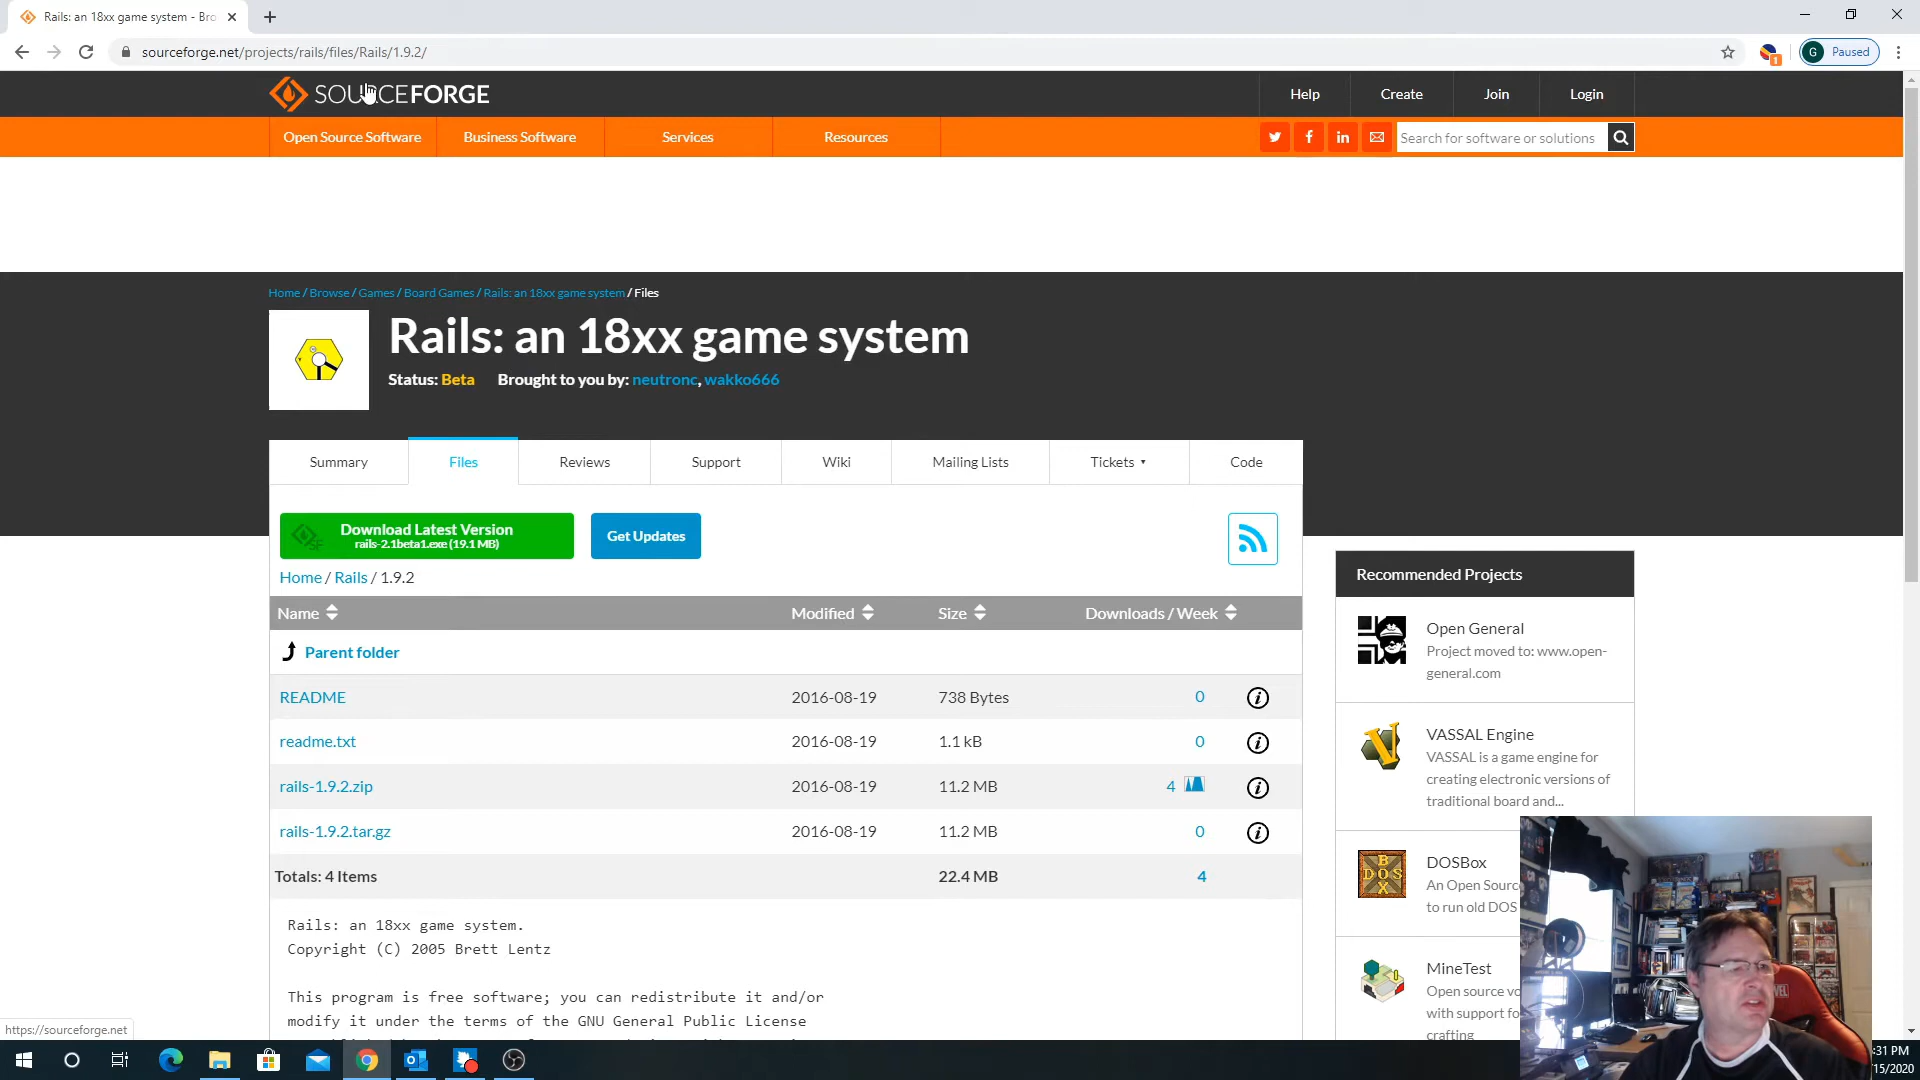 Rails: an 18xx game system - Bro
sourceforge.net/projects/rails/files/Rails/1.9.2/
G Paused
1
SOURCEFORGE
Help
Create
Join
Login
Open Source Software
Business Software
Services
Resources
Search for software or solutions
Home / Browse / Games / Board Games / Rails: an 18xx game system / Files
Rails: an 18xx game system
Status: Beta Brought to you by: neutronc, wakko666
Summary
Files
Reviews
Support
Wiki
Mailing Lists
Tickets
Code
Download Latest Version
rails-2.1beta1.exe (19.1 MB)
Get Updates
Home / Rails / 1.9.2
Name Modified Size Downloads / Week
Parent folder
README 2016-08-19 738 Bytes 0
readme.txt 2016-08-19 1.1 kB 0
rails-1.9.2.zip 2016-08-19 11.2 MB 4
rails-1.9.2.tar.gz 2016-08-19 11.2 MB 0
Totals: 4 Items 22.4 MB 4
Rails: an 18xx game system.
Copyright (C) 2005 Brett Lentz
This program is free software; you can redistribute it and/or
modify it under the terms of the GNU General Public License
Recommended Projects
Open General
Project moved to: www.open-
general.com
VASSAL Engine
VASSAL is a game engine for
creating electronic versions of
traditional board and...
DOSBox
An Open Sourc
to run old DOS
MineTest
Open source vo
with support fo
crafting
https://sourceforge.net
:31 PM
15/2020